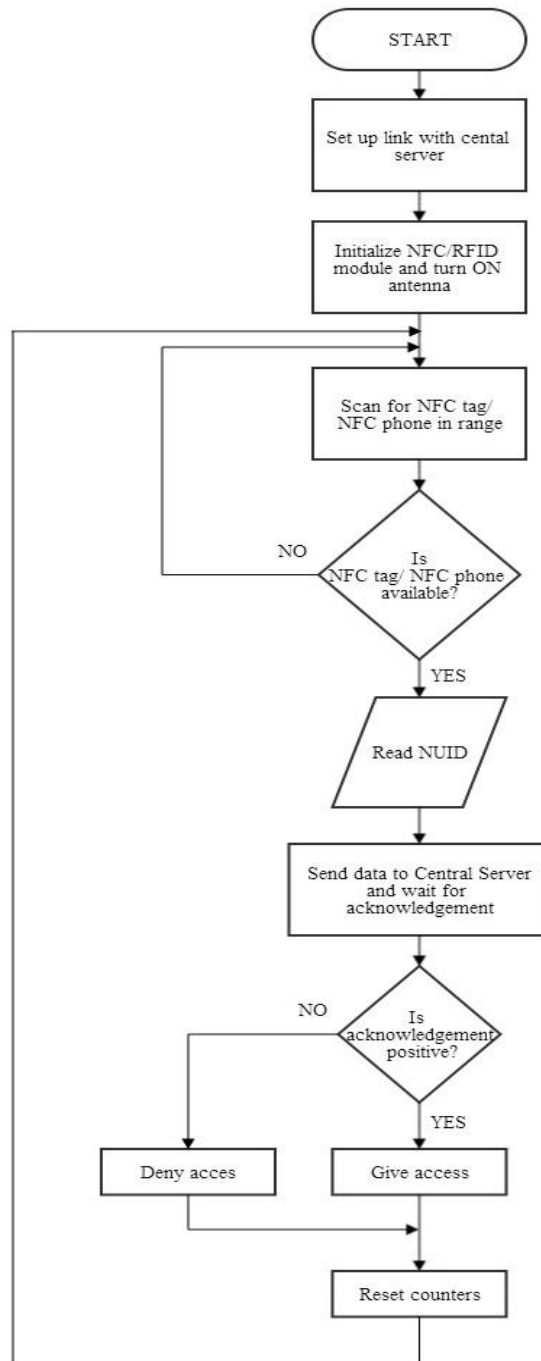 START
Set up link with cental
server
Initialize NFC/RFID
module and turn ON
antenna
Scan for NFC tag/
NFC phone in range
NO
Is
NFC tag/ NFC phone
available?
YES
Read NUID
Send data to Central Server
and wait for
acknowledgement
NO
Is
acknowledgement
positive?
YES
Deny acces
Give access
Reset counters